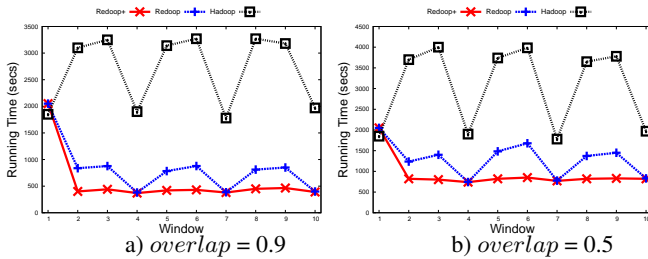 Redoop+ Redoop Hadoop
3500
3000
2500
2000
1500
1000
500
0
Running Time (secs)
1 2 3 4 5 6 7 8 9 10
Window
a) overlap = 0.9
Redoop+ Redoop Hadoop
4500
4000
3500
3000
2500
2000
1500
1000
500
0
Running Time (secs)
1 2 3 4 5 6 7 8 9 10
Window
b) overlap = 0.5